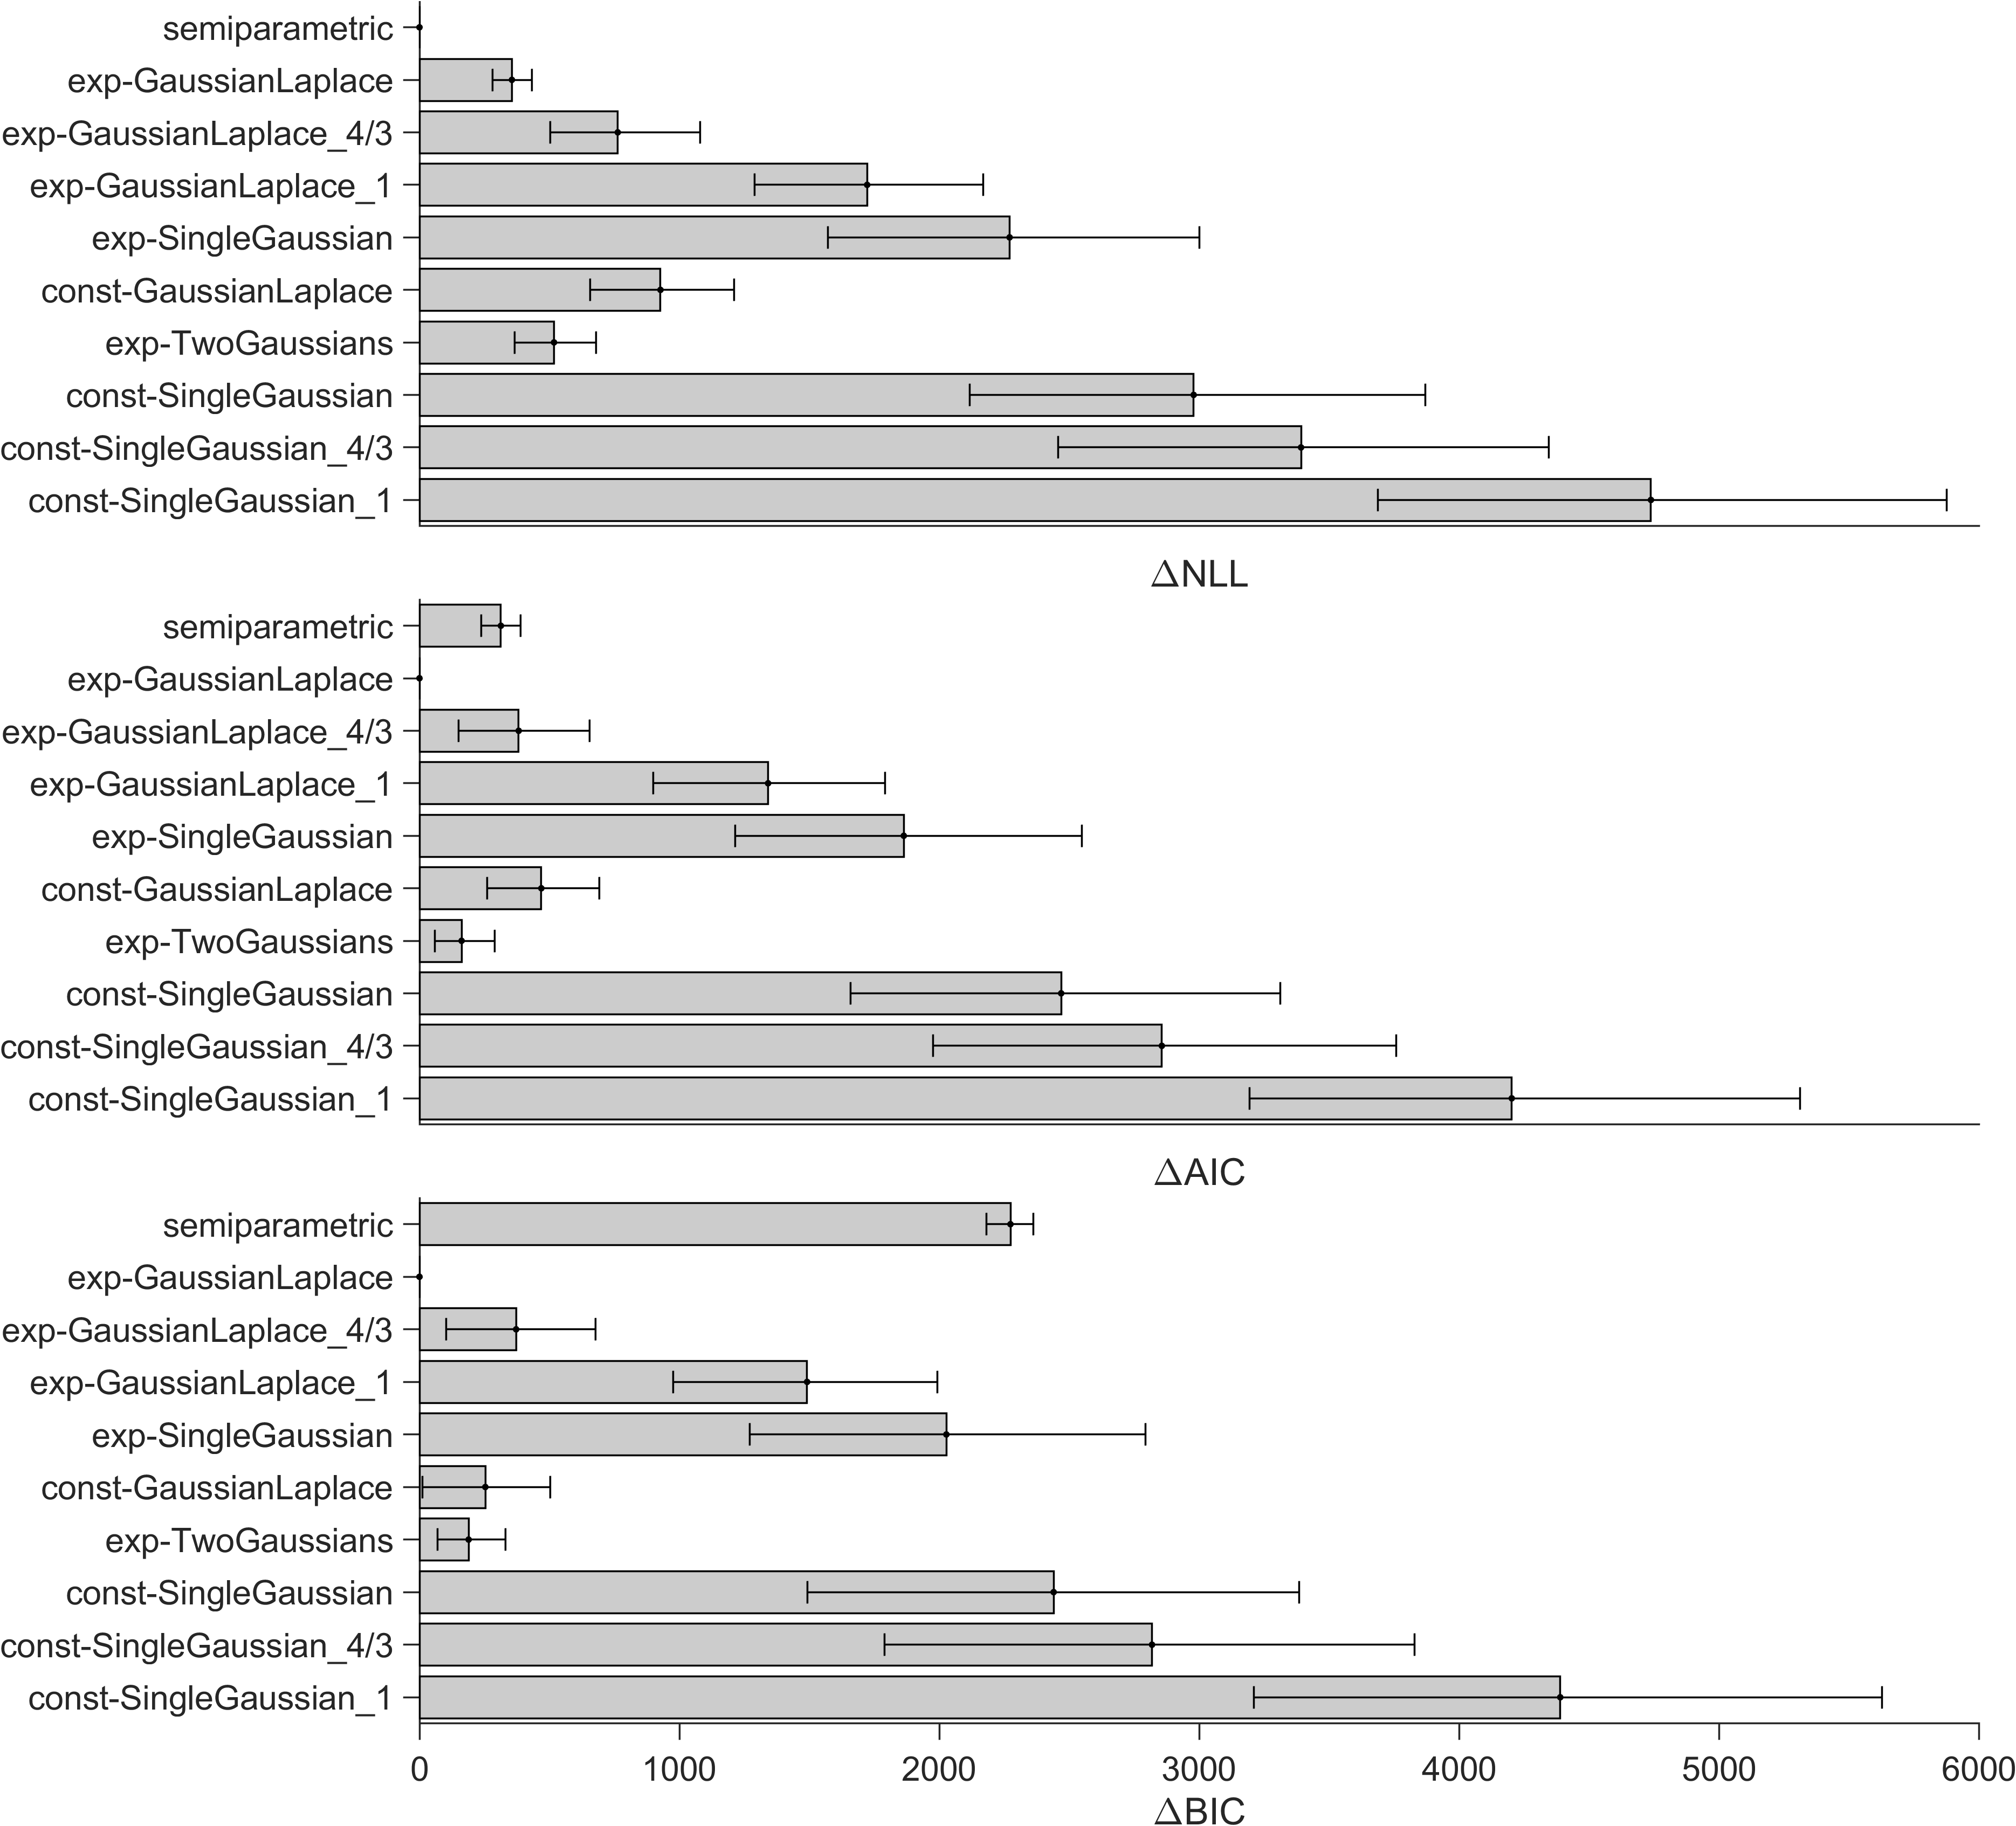 semiparametric
exp-GaussianLaplace
exp-GaussianLaplace_4/3
exp-GaussianLaplace_1
exp-SingleGaussian
const-GaussianLaplace
exp-TwoGaussians
const-SingleGaussian
const-SingleGaussian_4/3
const-SingleGaussian_1
ΔNLL
semiparametric
exp-GaussianLaplace
exp-GaussianLaplace_4/3
exp-GaussianLaplace_1
exp-SingleGaussian
const-GaussianLaplace
exp-TwoGaussians
const-SingleGaussian
const-SingleGaussian_4/3
const-SingleGaussian_1
ΔAIC
semiparametric
exp-GaussianLaplace
exp-GaussianLaplace_4/3
exp-GaussianLaplace_1
exp-SingleGaussian
const-GaussianLaplace
exp-TwoGaussians
const-SingleGaussian
const-SingleGaussian_4/3
const-SingleGaussian_1
0 1000 2000 3000 4000 5000 6000
ΔBIC